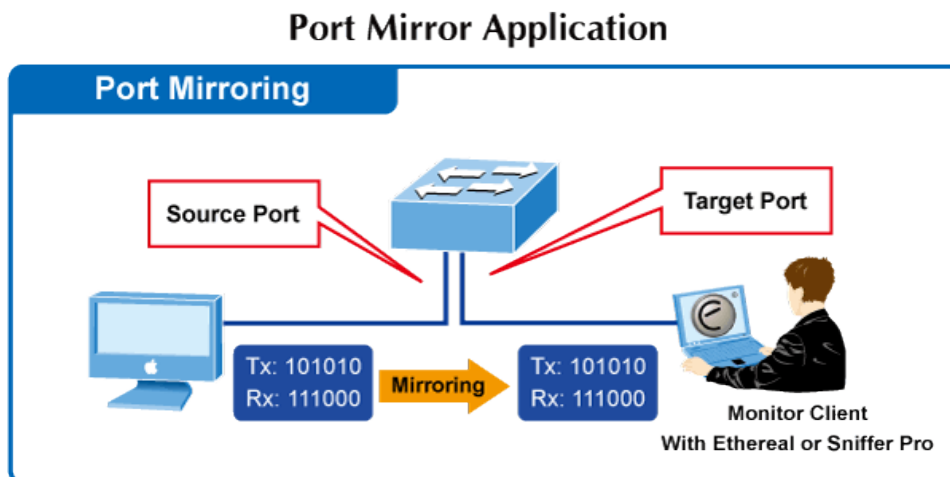 Port Mirror Application
Port Mirroring
Source Port
Target Port
Tx: 101010
Rx: 111000
Mirroring
Tx: 101010
Rx: 111000
Monitor Client
With Ethereal or Sniffer Pro